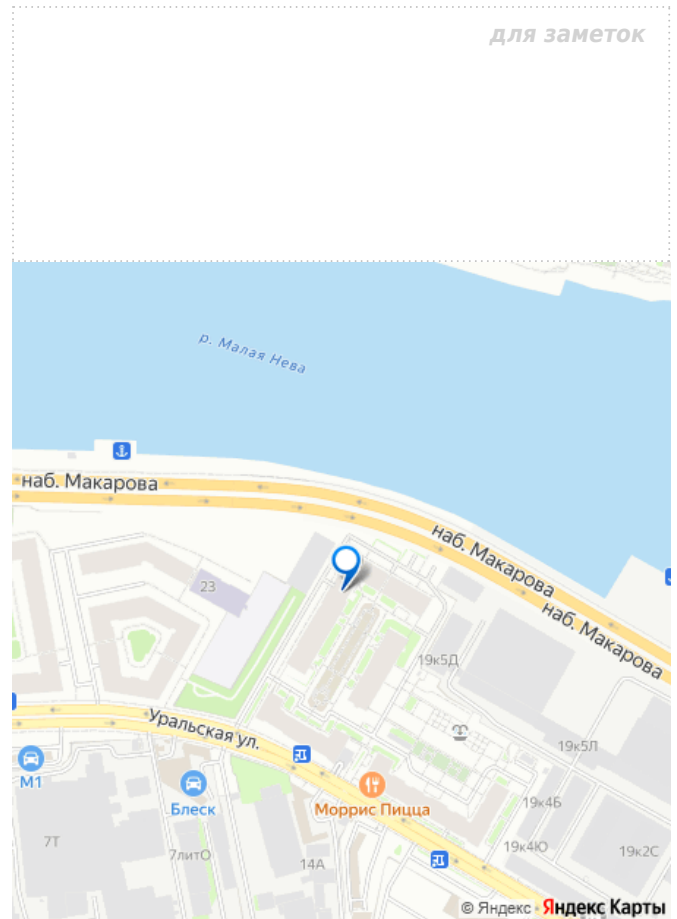 для заметок
р. Малая Нева
наб. Макарова
наб. Макарова
наб. Макарова
23
19к5Д
Уральская ул.
19к5Л
М1
Блеск
Моррис Пицца
19к4Б
7Т
7литО
14А
19к4Ю
19к2С
© Яндекс Яндекс Карты